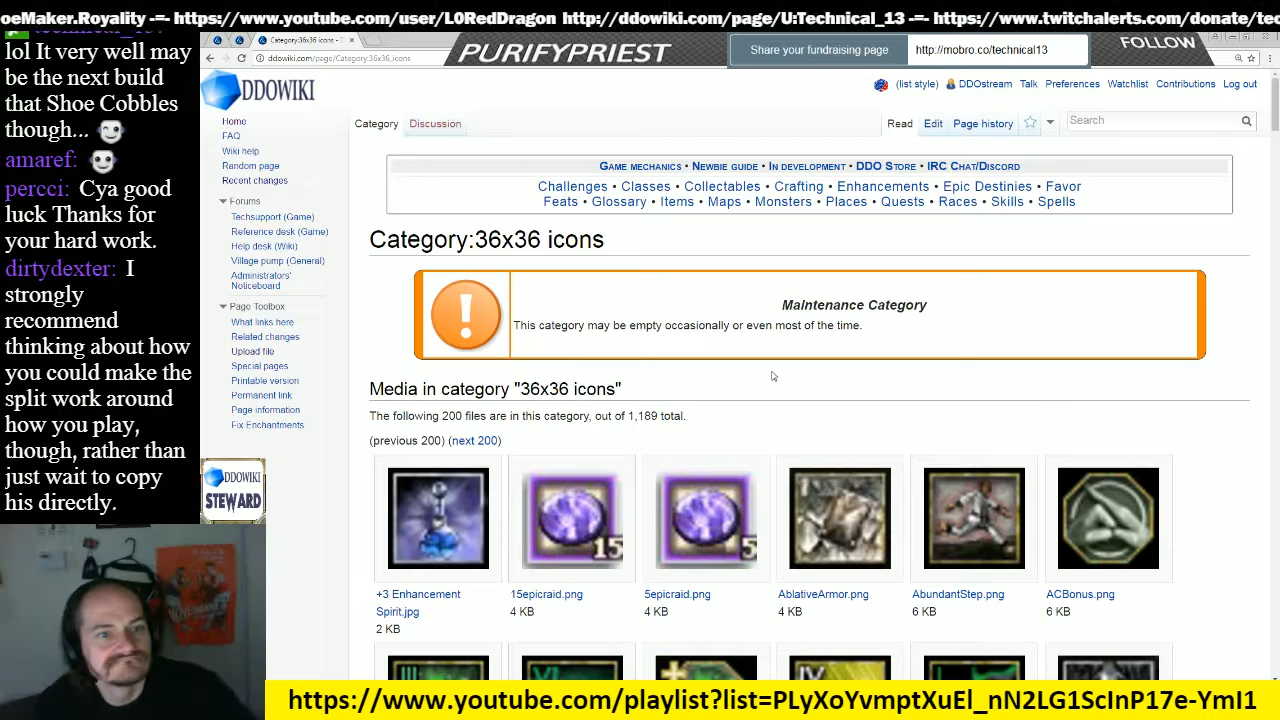 oeMaker.Royality -=- https://www.youtube.com/user/L0RedDragon http://ddowiki.com/page/U:Technical_13 -=- https://www.twitchalerts.com/donate/tec
lol It very well may
be the next build
that Shoe Cobbles
though...
amaref:
percci: Cya good
luck Thanks for
your hard work.
dirtydexter: I
strongly
recommend
thinking about how
you could make the
split work around
how you play,
though, rather than
just wait to copy
his directly.
Category:36x36 icons -
ddowiki.com/page/Category:36x36_icons
PURIFYPRIEST
Share your fundraising page
http://mobro.co/technical13
FOLLOW
DDOWIKI
(list style)
DDOstream
Talk
Preferences
Watchlist
Contributions
Log out
Home
FAQ
Wiki help
Random page
Recent changes
Forums
Techsupport (Game)
Reference desk (Game)
Help desk (Wiki)
Village pump (General)
Administrators'
Noticeboard
Page Toolbox
What links here
Related changes
Upload file
Special pages
Printable version
Permanent link
Page information
Fix Enchantments
DDOWIKI
STEWARD
Category
Discussion
Read
Edit
Page history
Search
Game mechanics • Newbie guide • In development • DDO Store • IRC Chat/Discord
Challenges • Classes • Collectables • Crafting • Enhancements • Epic Destinies • Favor
Feats • Glossary • Items • Maps • Monsters • Places • Quests • Races • Skills • Spells
Category:36x36 icons
!
Maintenance Category
This category may be empty occasionally or even most of the time.
Media in category "36x36 icons"
The following 200 files are in this category, out of 1,189 total.
(previous 200) (next 200)
15
5
+3 Enhancement
Spirit.jpg
2 KB
15epicraid.png
4 KB
5epicraid.png
4 KB
AblativeArmor.png
4 KB
AbundantStep.png
6 KB
ACBonus.png
6 KB
https://www.youtube.com/playlist?list=PLyXoYvmptXuEl_nN2LG1ScInP17e-YmI1